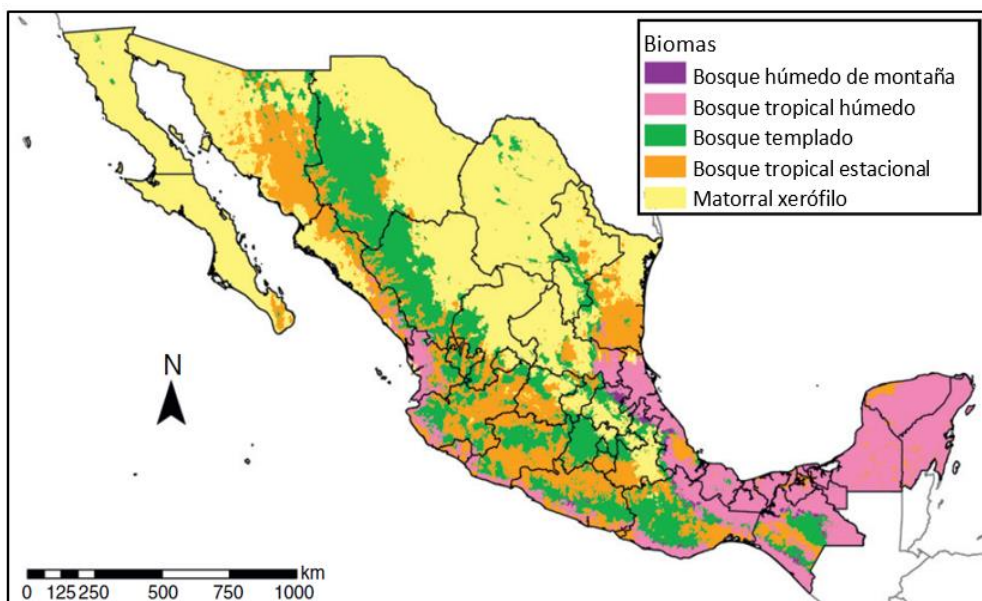 Biomas
Bosque húmedo de montaña
Bosque tropical húmedo
Bosque templado
Bosque tropical estacional
Matorral xerófilo
N
km
0 125 250 500 750 1000